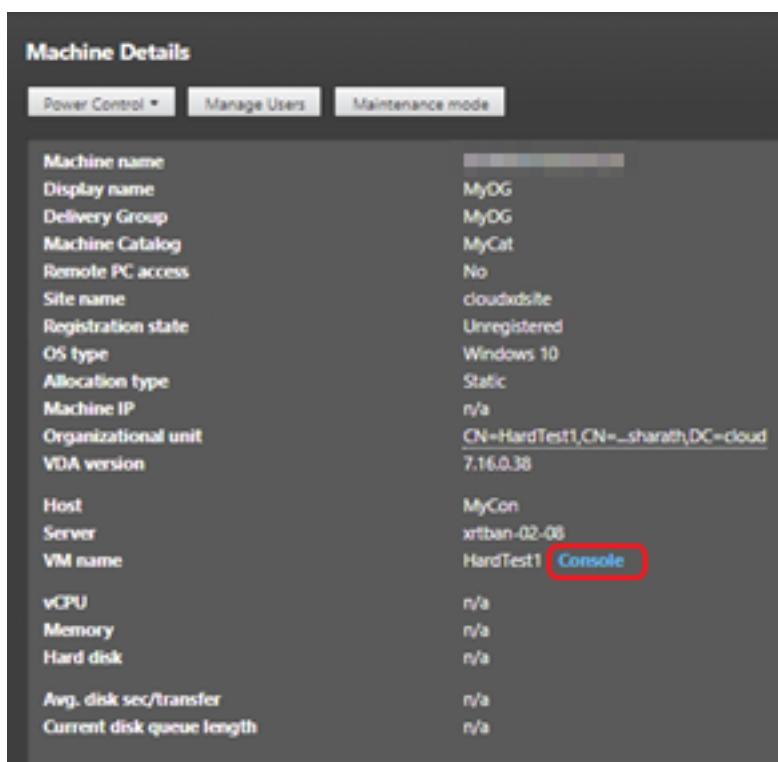 Machine Details
Power Control Manage Users Maintenance mode
Machine name
Display name MyDG
Delivery Group MyDG
Machine Catalog MyCat
Remote PC access No
Site name cloudxdsite
Registration state Unregistered
OS type Windows 10
Allocation type Static
Machine IP n/a
Organizational unit CN=HardTest1,CN=...sharath,DC=cloud
VDA version 7.16.0.38
Host MyCon
Server xrtban-02-08
VM name HardTest1 Console
vCPU n/a
Memory n/a
Hard disk n/a
Avg. disk sec/transfer n/a
Current disk queue length n/a